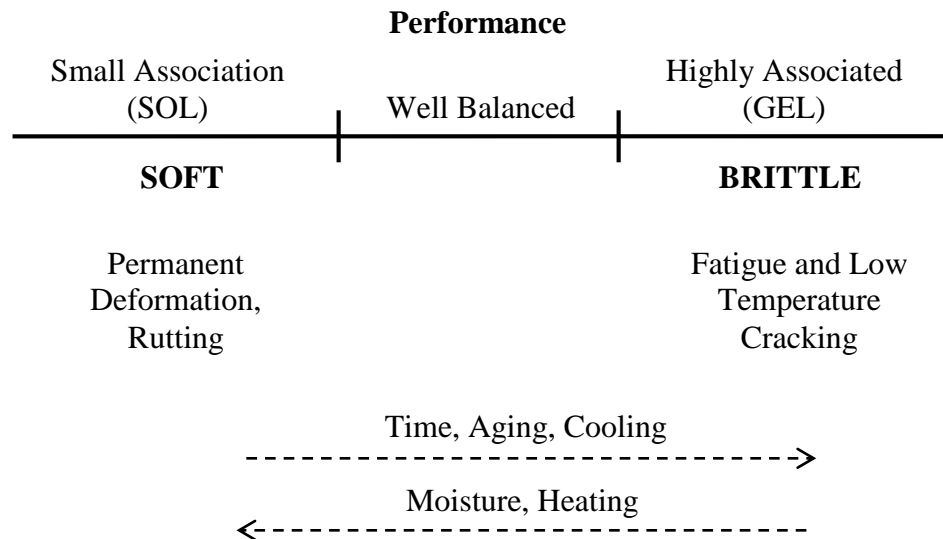 Performance
Small Association
(SOL)
Well Balanced
Highly Associated
(GEL)
SOFT
BRITTLE
Permanent
Deformation,
Rutting
Fatigue and Low
Temperature
Cracking
Time, Aging, Cooling
Moisture, Heating